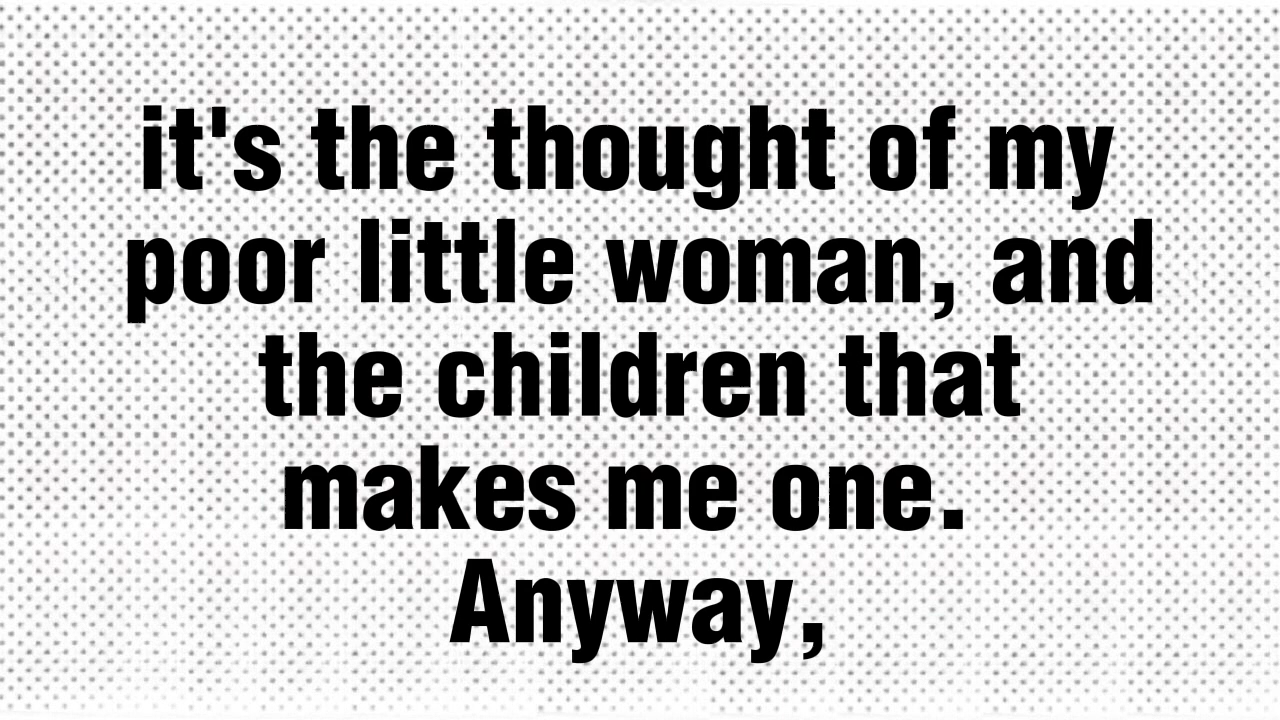 it's the thought of my
poor little woman, and
the children that
makes me one.
Anyway,